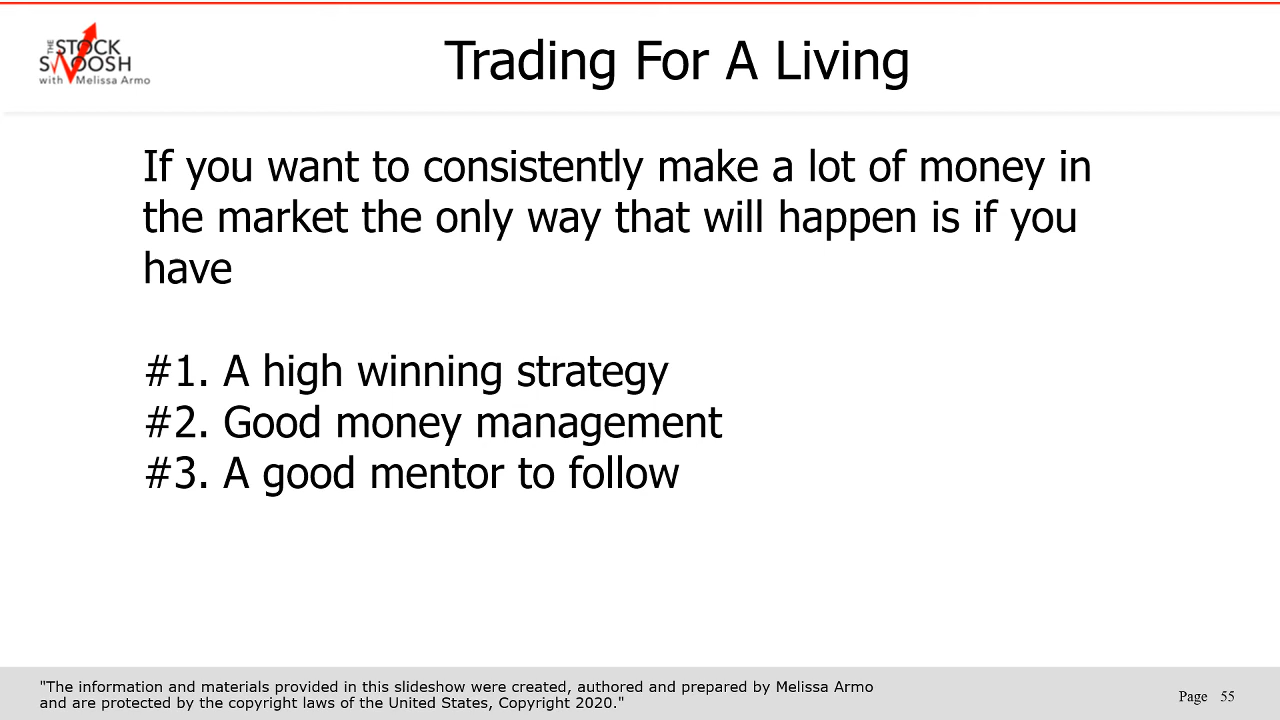 THE STOCK
SWOOSH
with Melissa Armo
Trading For A Living
If you want to consistently make a lot of money in
the market the only way that will happen is if you
have
#1. A high winning strategy
#2. Good money management
#3. A good mentor to follow
"The information and materials provided in this slideshow were created, authored and prepared by Melissa Armo
and are protected by the copyright laws of the United States, Copyright 2020."
Page 55